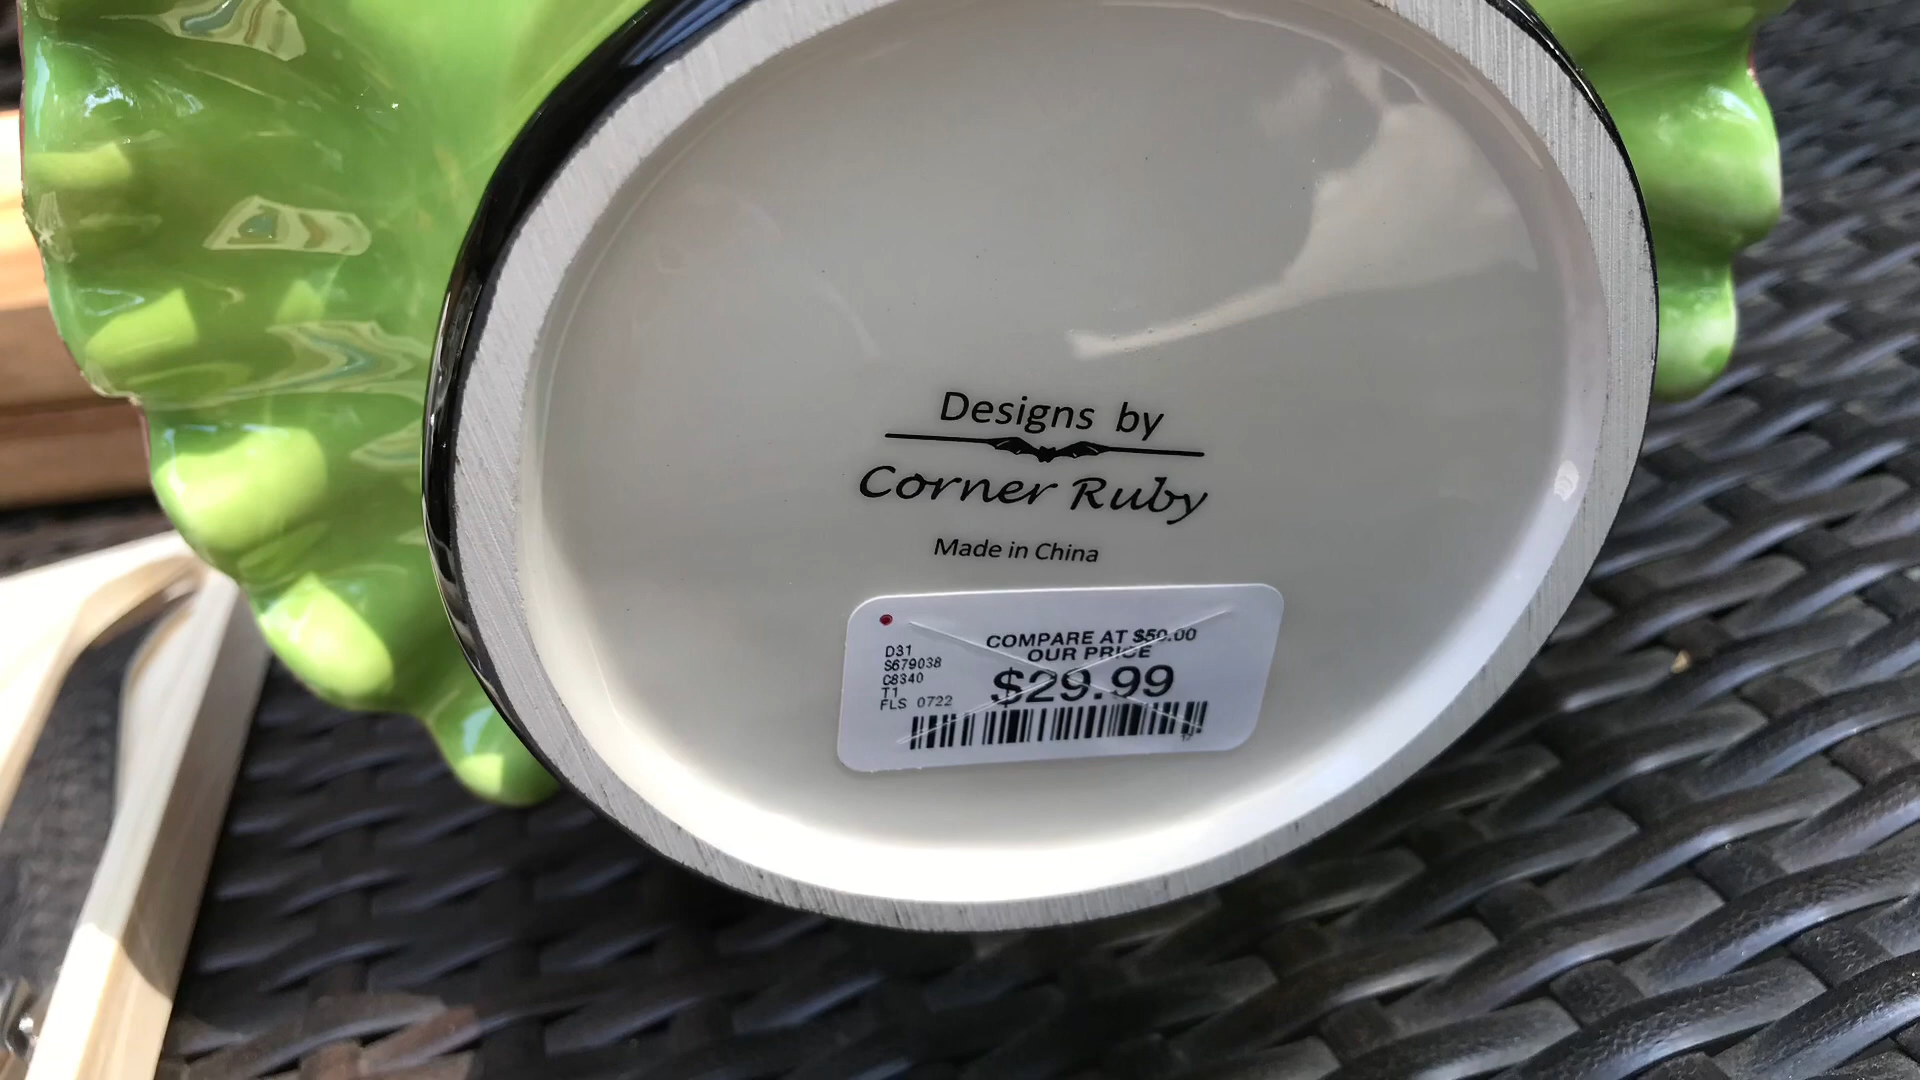 Designs by
Corner Ruby
Made in China
COMPARE AT $50.00
OUR PRICE
$29.99
D31
S679038
C8340
T1
FLS 0722